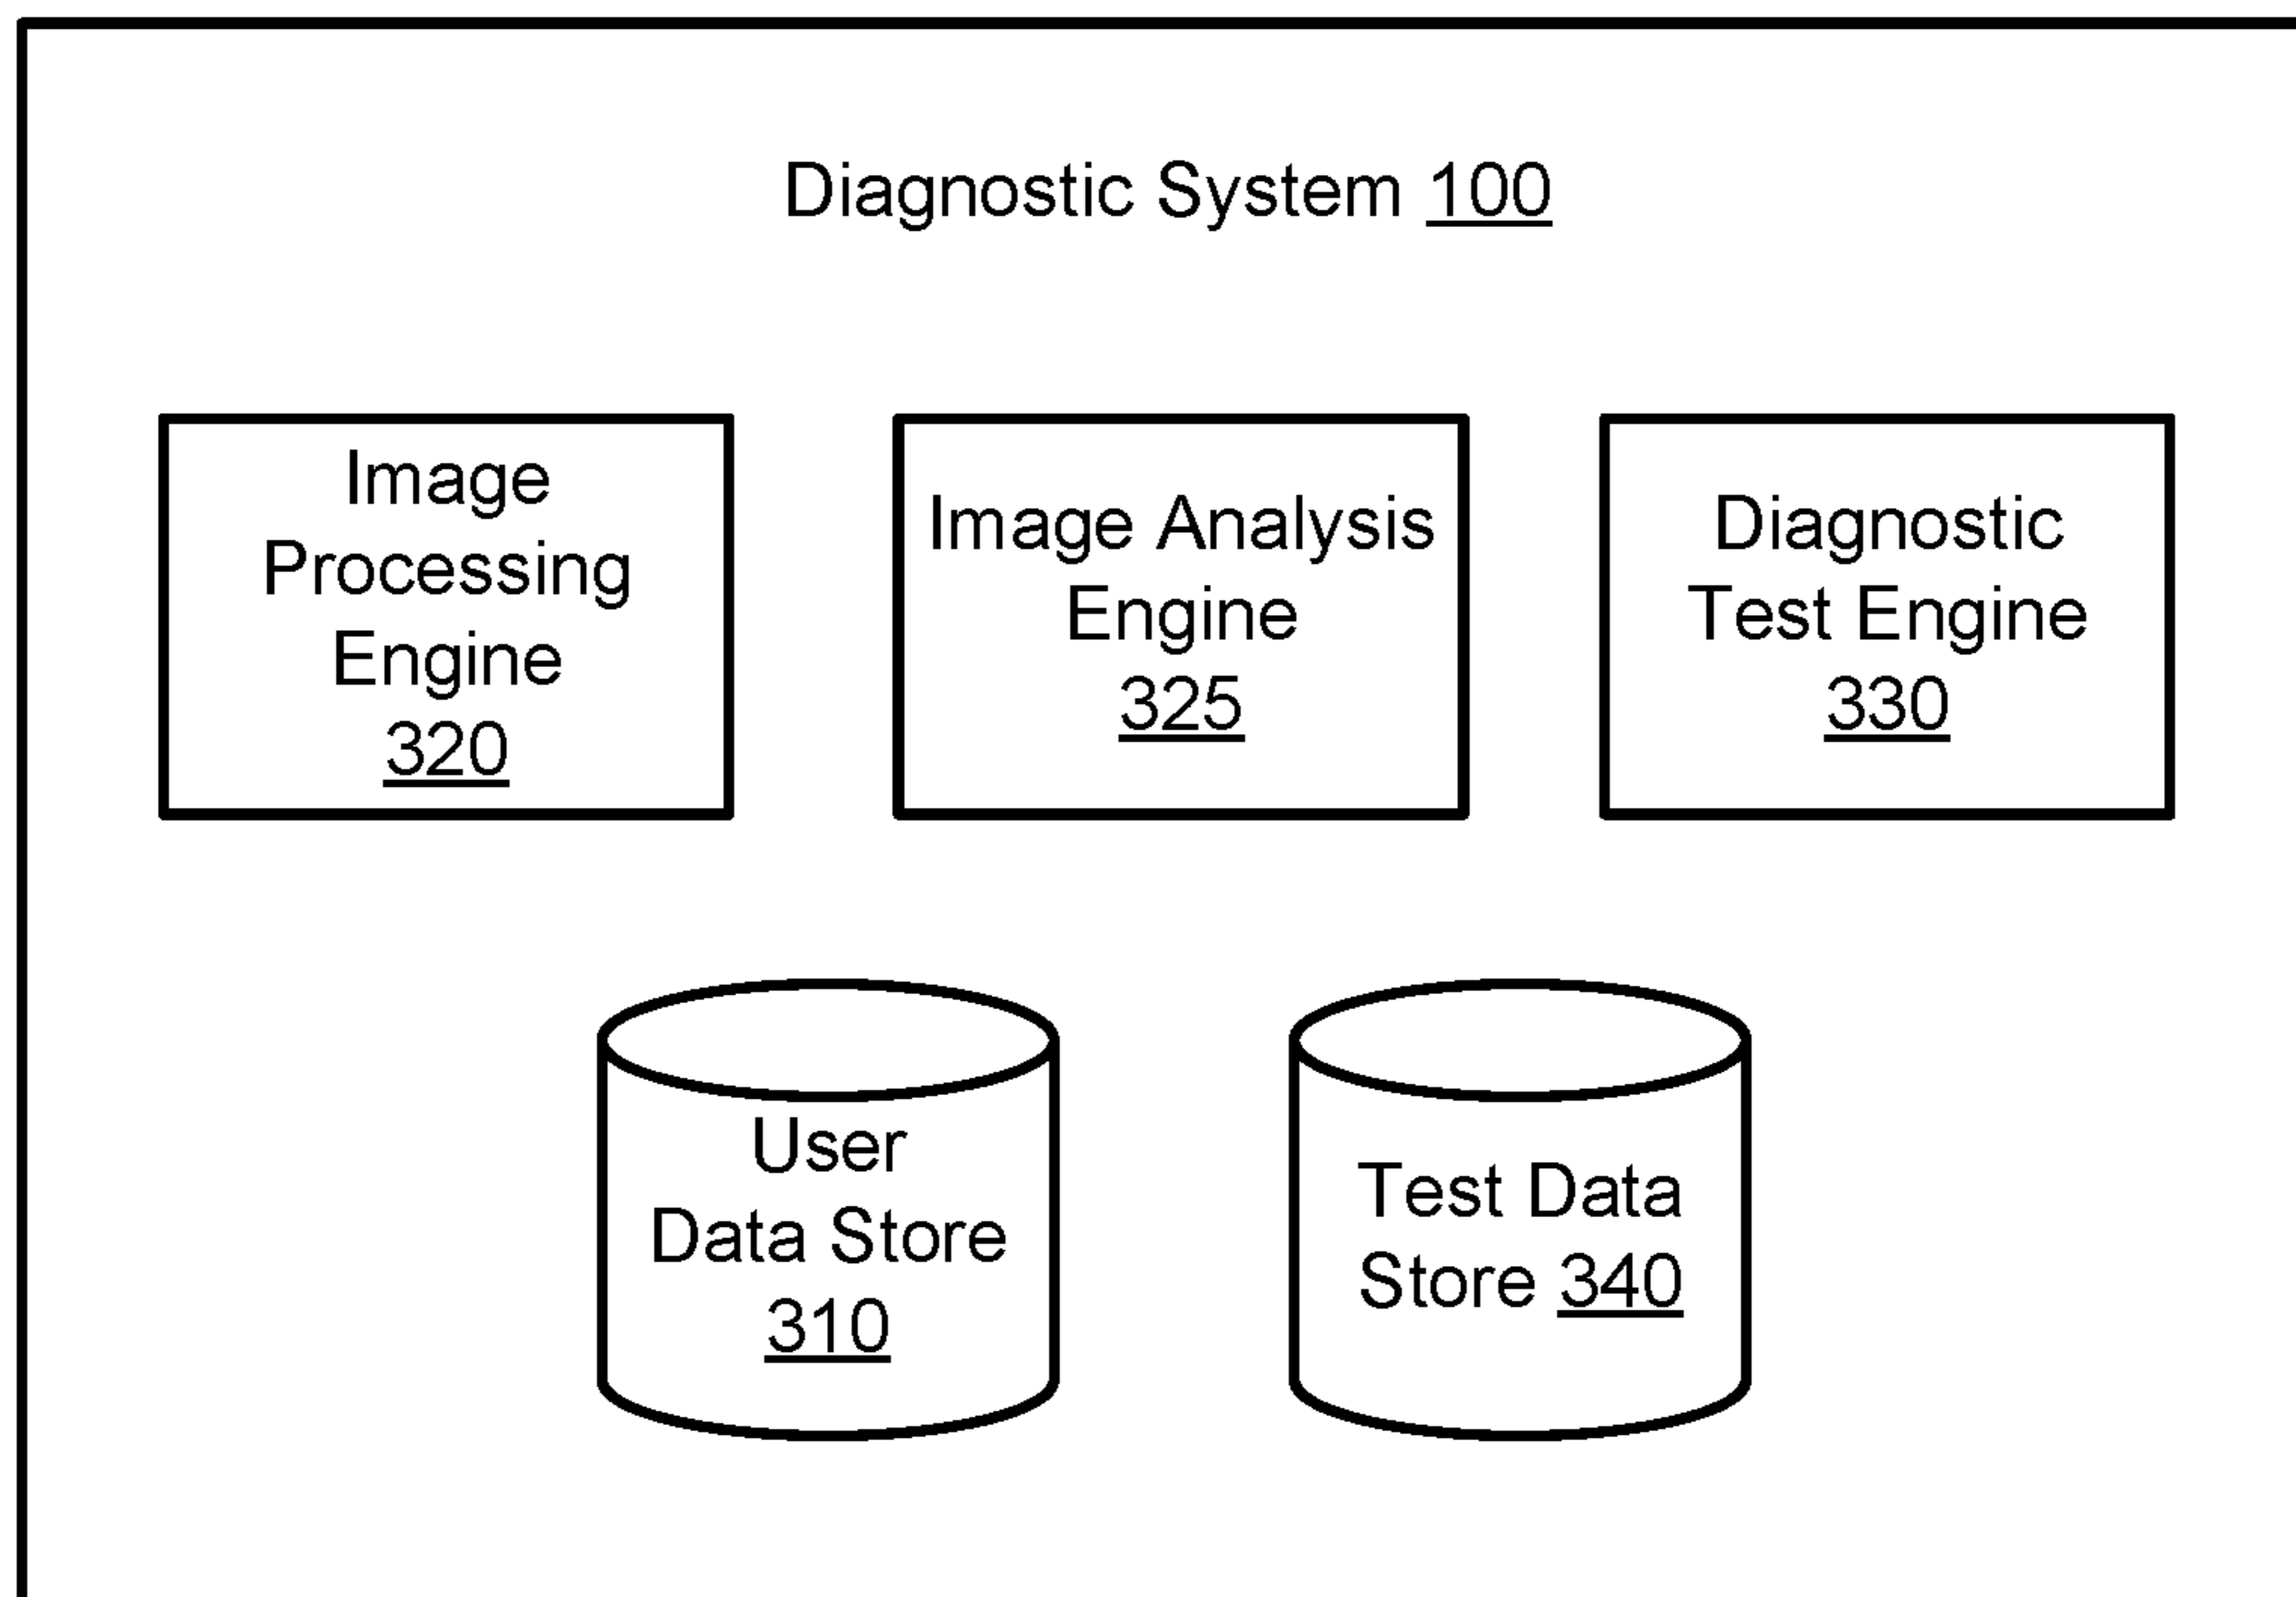 Diagnostic System 100
Image
Processing
Engine
320
Image Analysis
Engine
325
Diagnostic
Test Engine
330
User
Data Store
310
Test Data
Store 340